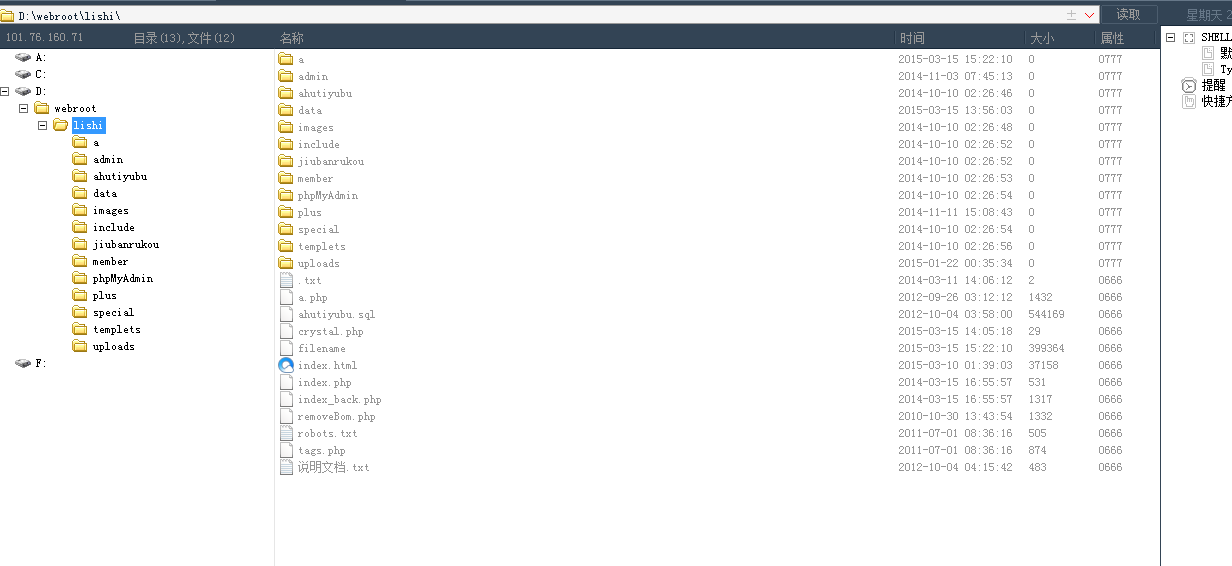 D:\webroot\lishi\
读取
星期天 2
101.76.160.71 目录(13),文件(12) 名称 时间 大小 属性
A:
C:
D:
webroot
lishi
a
admin
ahutiyubu
data
images
include
jiubanrukou
member
phpMyAdmin
plus
special
templets
uploads
F:
a 2015-03-15 15:22:10 0 0777
admin 2014-11-03 07:45:13 0 0777
ahutiyubu 2014-10-10 02:26:46 0 0777
data 2015-03-15 13:56:03 0 0777
images 2014-10-10 02:26:48 0 0777
include 2014-10-10 02:26:52 0 0777
jiubanrukou 2014-10-10 02:26:52 0 0777
member 2014-10-10 02:26:53 0 0777
phpMyAdmin 2014-10-10 02:26:54 0 0777
plus 2014-11-11 15:08:43 0 0777
special 2014-10-10 02:26:54 0 0777
templets 2014-10-10 02:26:56 0 0777
uploads 2015-01-22 00:35:34 0 0777
.txt 2014-03-11 14:06:12 2 0666
a.php 2012-09-26 03:12:12 1432 0666
ahutiyubu.sql 2012-10-04 03:58:00 544169 0666
crystal.php 2015-03-15 14:05:18 29 0666
filename 2015-03-15 15:22:10 399364 0666
index.html 2015-03-10 01:39:03 37158 0666
index.php 2014-03-15 16:55:57 531 0666
index_back.php 2014-03-15 16:55:57 1317 0666
removeBom.php 2010-10-30 13:43:54 1332 0666
robots.txt 2011-07-01 08:36:16 505 0666
tags.php 2011-07-01 08:36:16 874 0666
说明文档.txt 2012-10-04 04:15:42 483 0666
SHELL
默
Ty
提醒
快捷方